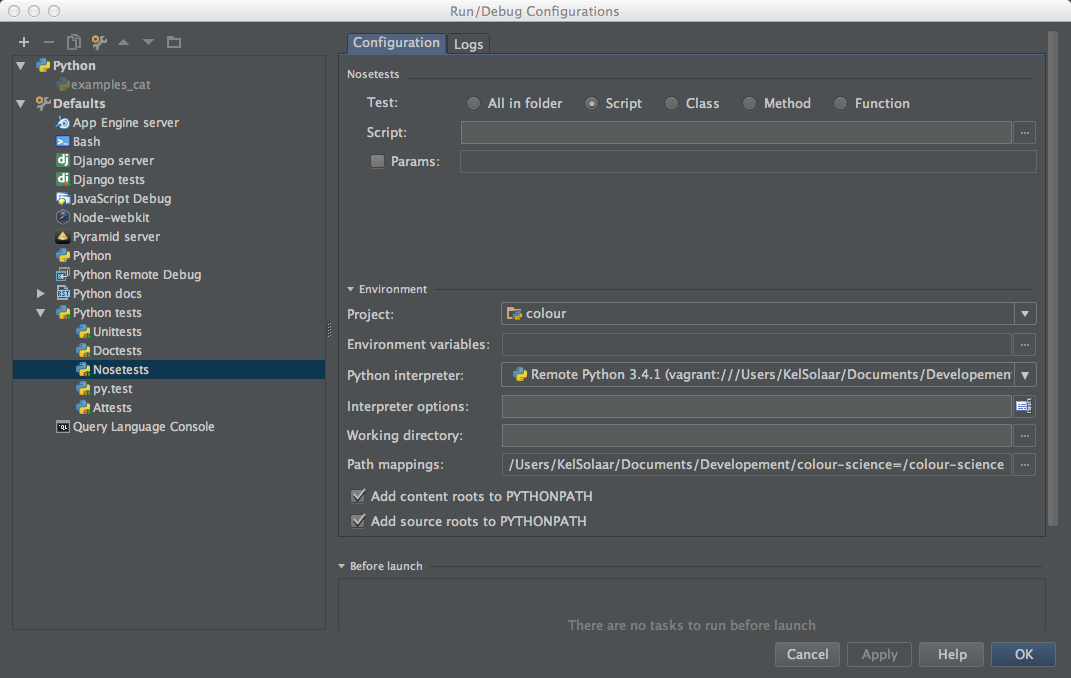 Run/Debug Configurations
Python
examples_cat
Defaults
App Engine server
Bash
Django server
Django tests
JavaScript Debug
Node-webkit
Pyramid server
Python
Python Remote Debug
Python docs
Python tests
Unittests
Doctests
Nosetests
py.test
Attests
Query Language Console
Configuration Logs
Nosetests
Test: All in folder Script Class Method Function
Script: ...
Params:
Environment
Project: colour
Environment variables: ...
Python interpreter: Remote Python 3.4.1 (vagrant:///Users/KelSolaar/Documents/Developemen
Interpreter options:
Working directory: ...
Path mappings: /Users/KelSolaar/Documents/Developement/colour-science=/colour-science ...
Add content roots to PYTHONPATH
Add source roots to PYTHONPATH
Before launch
There are no tasks to run before launch
Cancel Apply Help OK